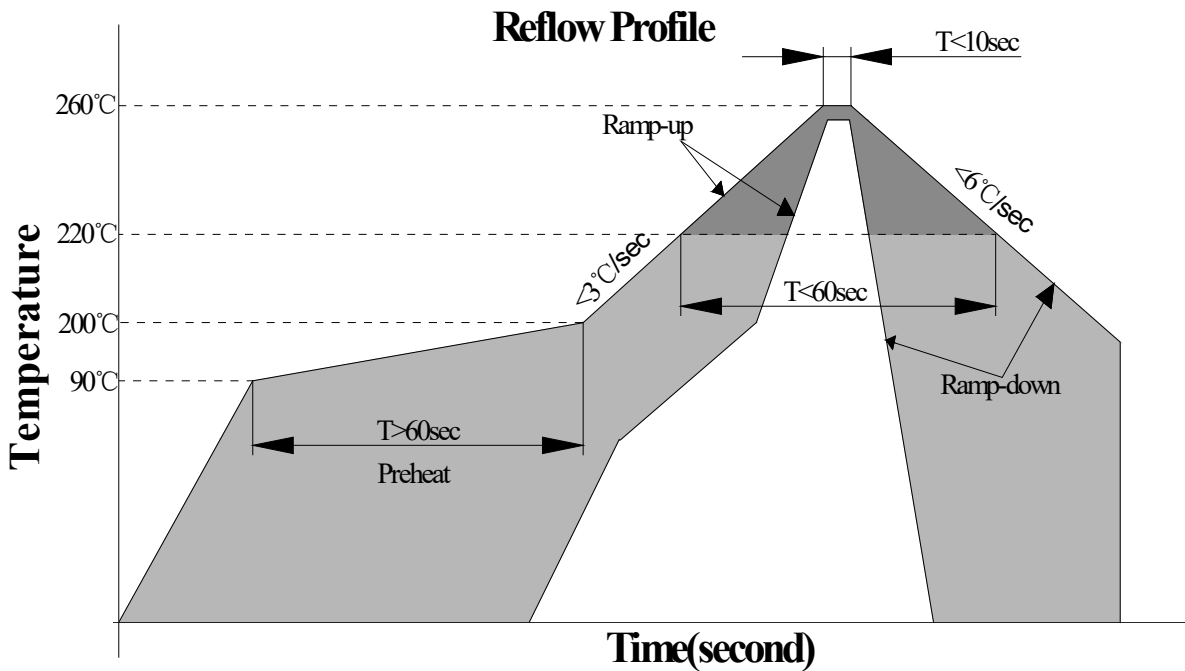 Reflow Profile
T<10sec
260℃
Ramp-up
<6℃/sec
220℃
<3℃/sec
T<60sec
200℃
90℃
Ramp-down
T>60sec
Preheat
Temperature
Time(second)